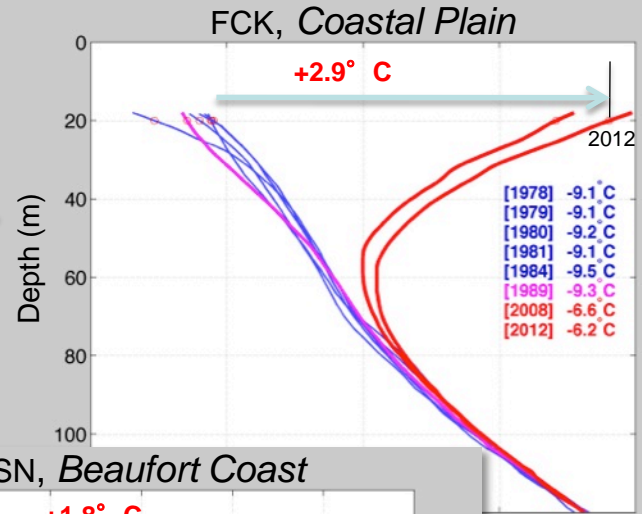 FCK, Coastal Plain
+2.9° C
0
20
40
60
80
100
Depth (m)
2012
[1978] -9.1°C
[1979] -9.1°C
[1980] -9.2°C
[1981] -9.1°C
[1984] -9.5°C
[1989] -9.3°C
[2008] -6.6°C
[2012] -6.2°C
SN, Beaufort Coast
+1.8° C